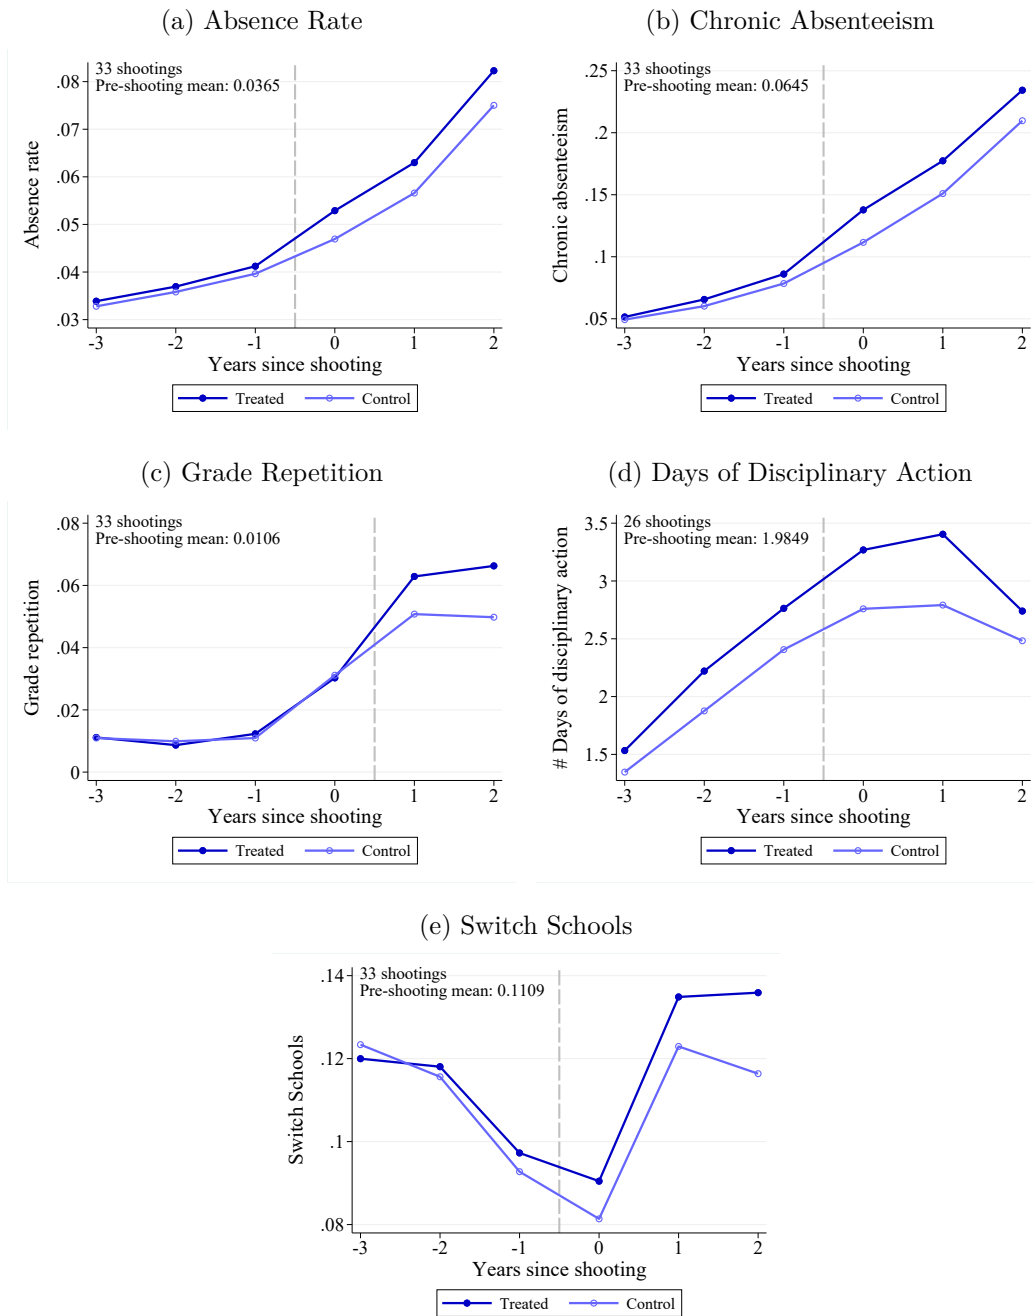 (a) Absence Rate
33 shootings
Pre-shooting mean: 0.0365
Absence rate
.08
.07
.06
.05
.04
.03
-3 -2 -1 0 1 2
Years since shooting
Treated Control
(b) Chronic Absenteeism
33 shootings
Pre-shooting mean: 0.0645
Chronic absenteeism
.25
.2
.15
.1
.05
-3 -2 -1 0 1 2
Years since shooting
Treated Control
(c) Grade Repetition
33 shootings
Pre-shooting mean: 0.0106
Grade repetition
.08
.06
.04
.02
0
-3 -2 -1 0 1 2
Years since shooting
Treated Control
(d) Days of Disciplinary Action
26 shootings
Pre-shooting mean: 1.9849
# Days of disciplinary action
3.5
3
2.5
2
1.5
-3 -2 -1 0 1 2
Years since shooting
Treated Control
(e) Switch Schools
33 shootings
Pre-shooting mean: 0.1109
Switch Schools
.14
.12
.1
.08
-3 -2 -1 0 1 2
Years since shooting
Treated Control